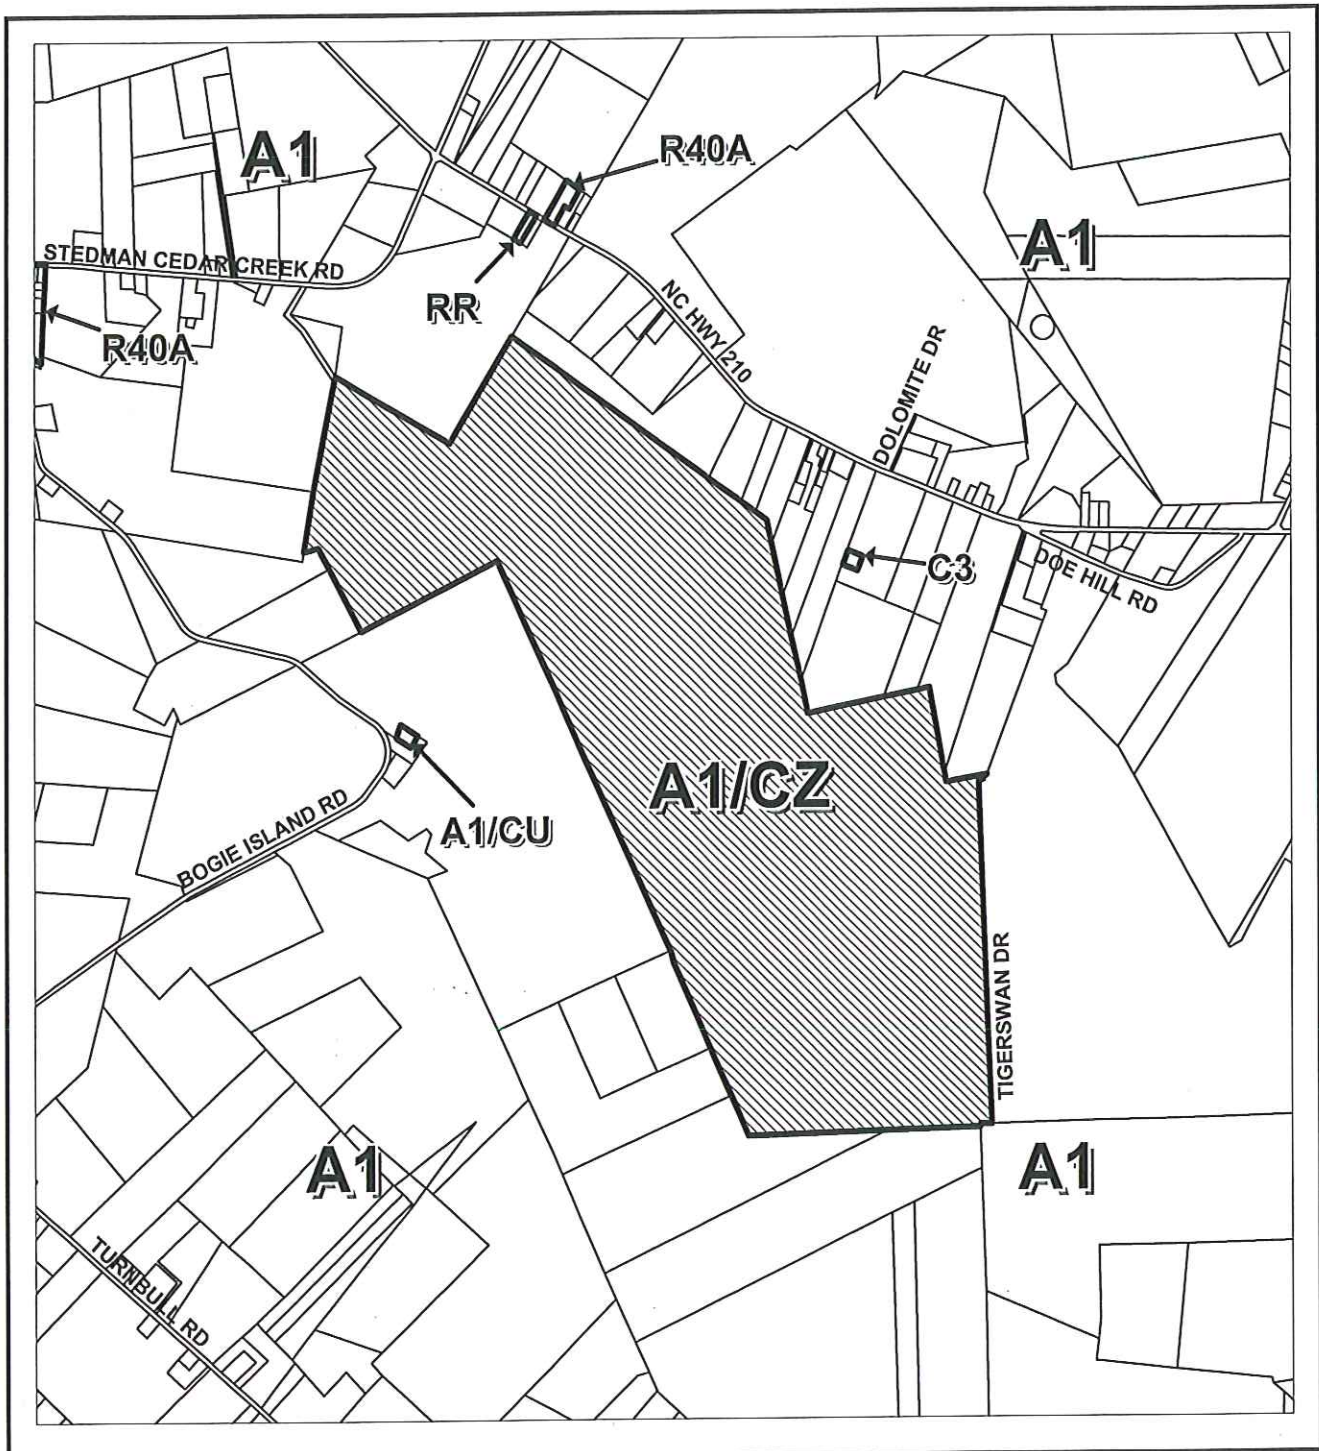 A1
R40A
A1
STEDMAN CEDAR CREEK RD
RR
NC HWY 210
R40A
DOLOMITE DR
C3
DOE HILL RD
A1/CZ
A1/CU
BOGIE ISLAND RD
TIGERSWAN DR
A1
A1
TURNBULL RD